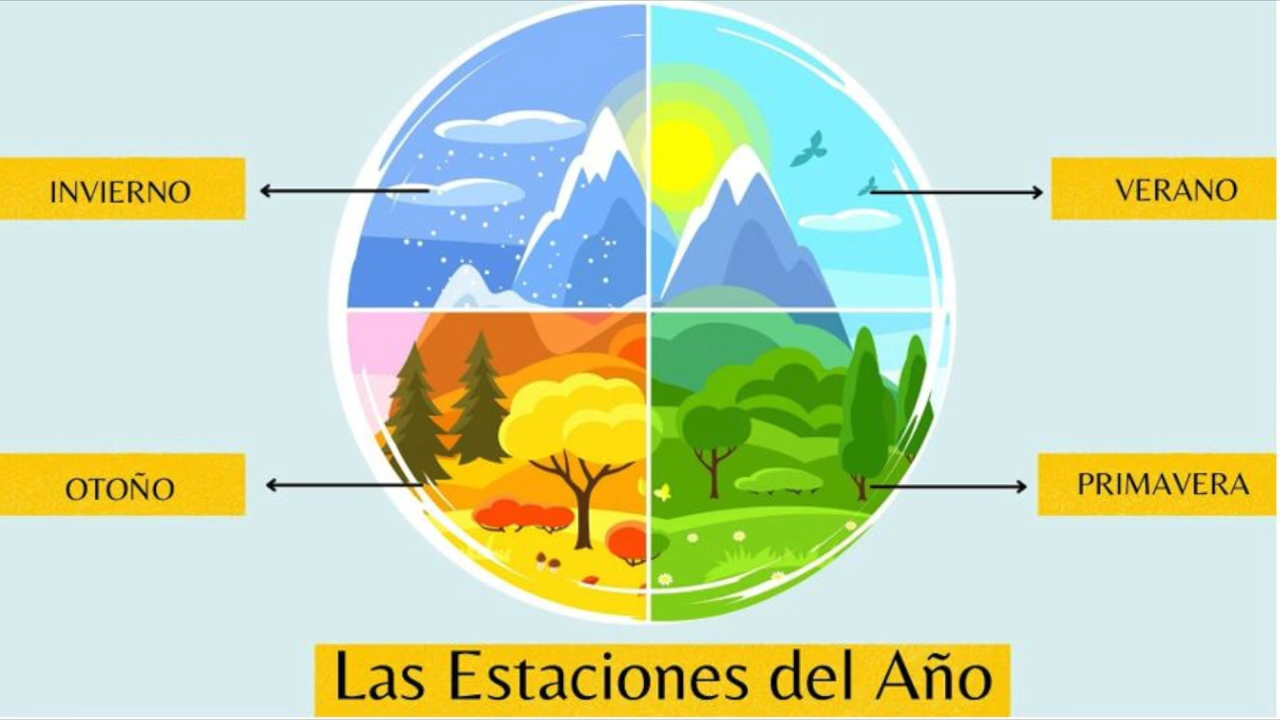 INVIERNO
VERANO
OTOÑO
PRIMAVERA
Las Estaciones del Año